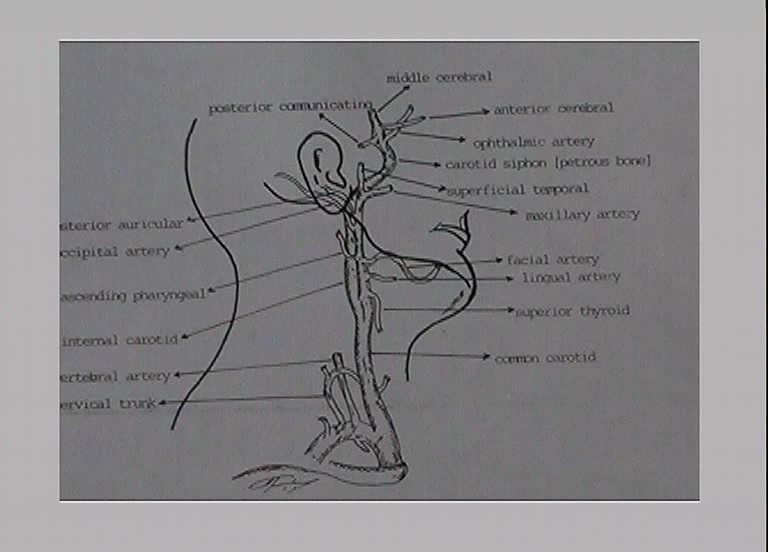 middle cerebral
posterior communicating
anterior cerebral
ophthalmic artery
carotid siphon [petrous bone]
superficial temporal
maxillary artery
sterior auricular
ccipital artery
facial artery
lingual artery
ascending pharyngeal
superior thyroid
internal carotid
common carotid
ertebral artery
ervical trunk